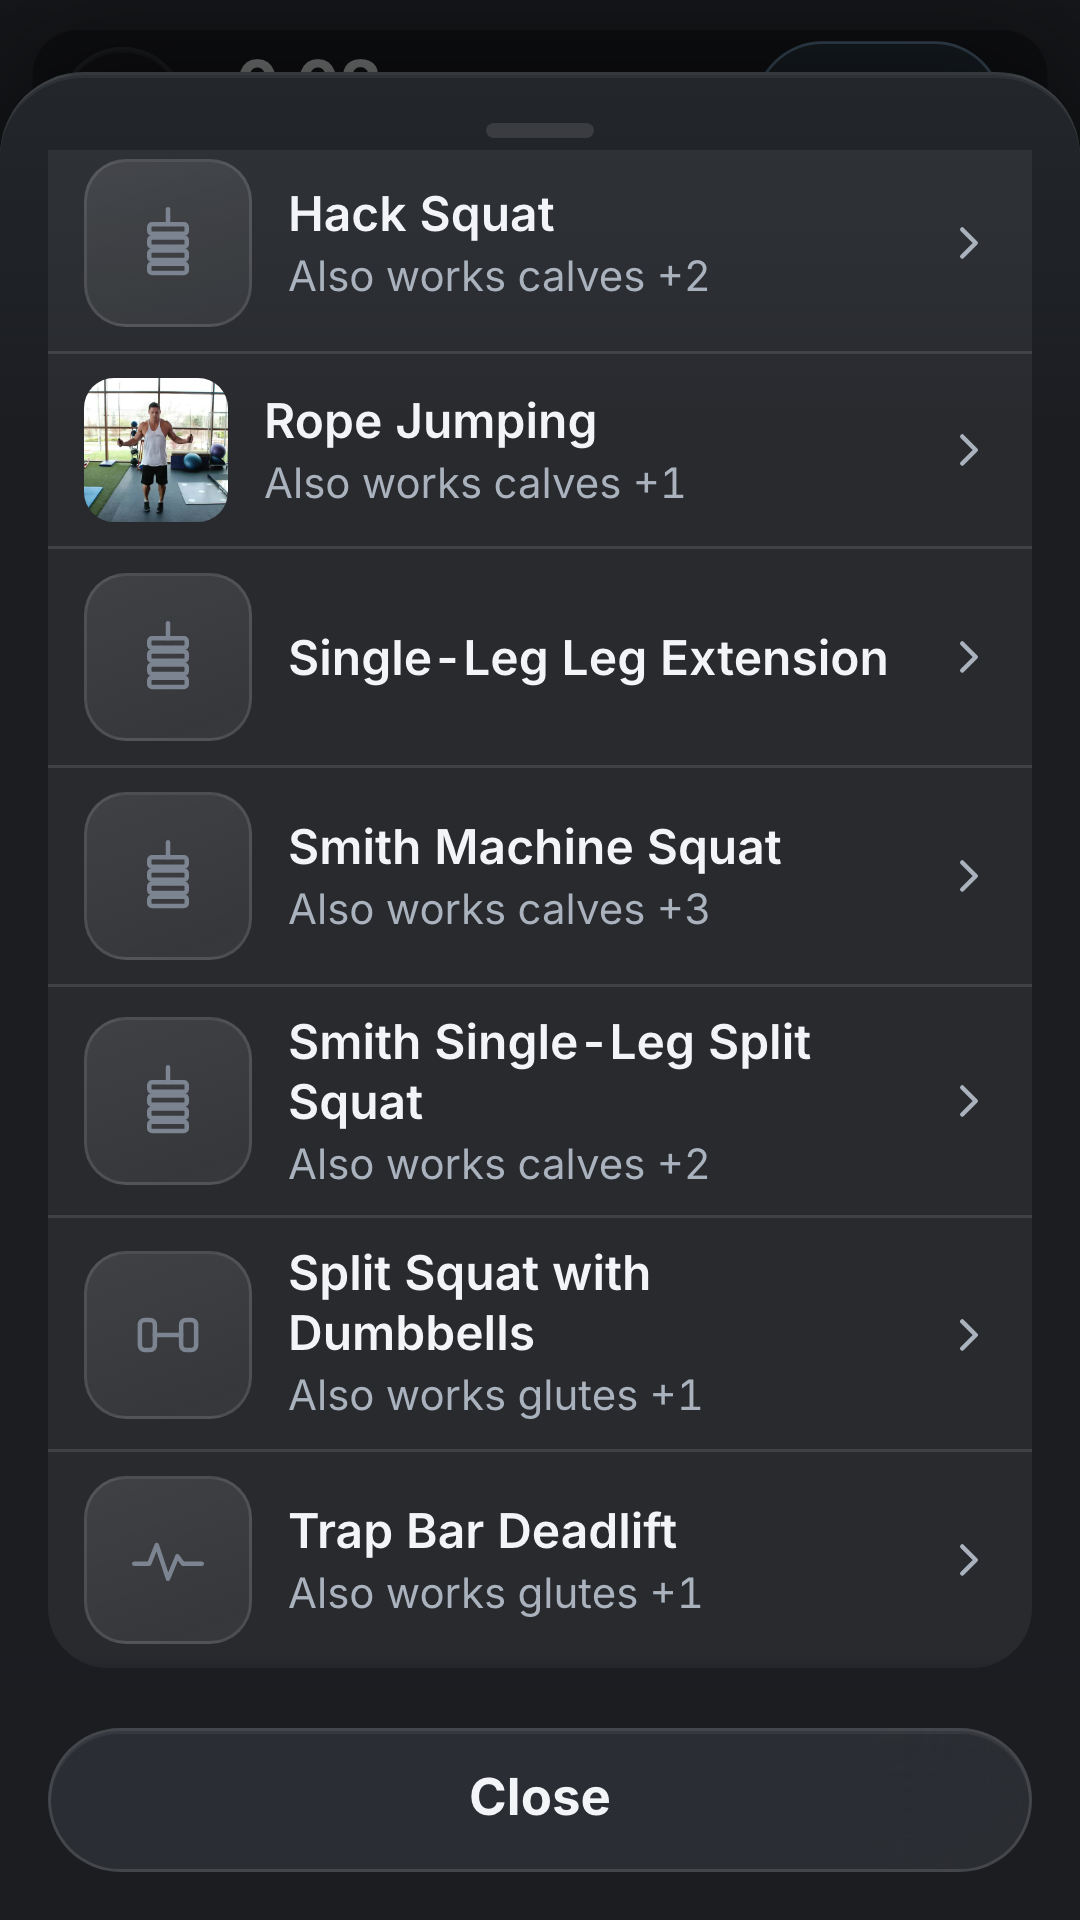 Hack Squat
Also works calves +2
Rope Jumping
Also works calves +1
Single-Leg Leg Extension
Smith Machine Squat
Also works calves +3
Smith Single-Leg Split
Squat
Also works calves +2
Split Squat with
Dumbbells
Also works glutes +1
Trap Bar Deadlift
Also works glutes +1
Close